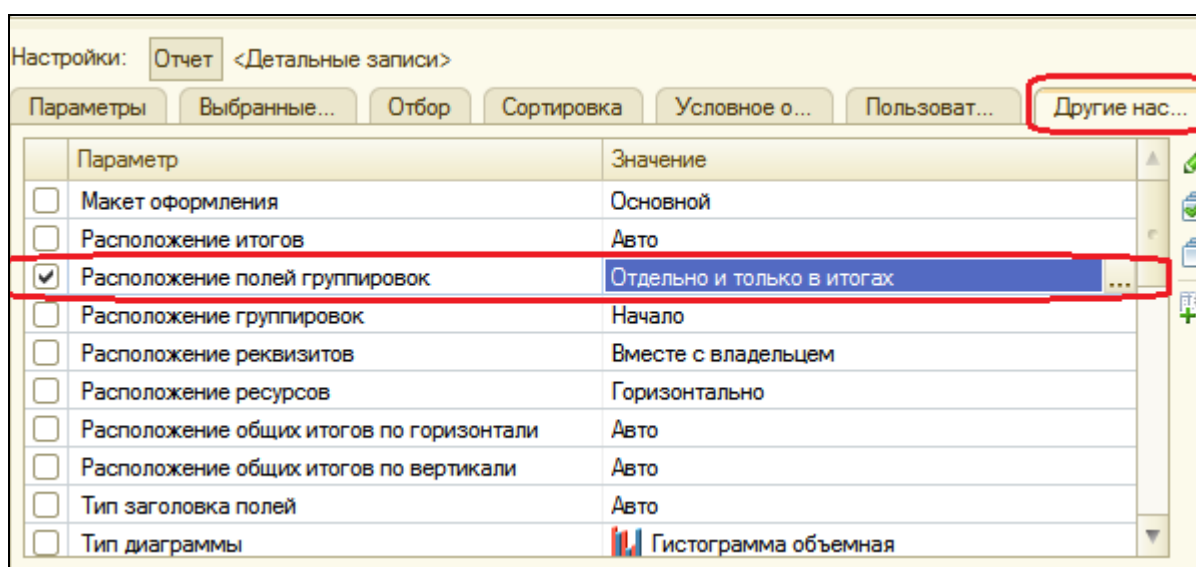 Настройки: Отчет <Детальные записи>
Параметры Выбранные... Отбор Сортировка Условное о... Пользоват... Другие нас...
Параметр Значение
Макет оформления Основной
Расположение итогов Авто
Расположение полей группировок Отдельно и только в итогах ...
Расположение группировок Начало
Расположение реквизитов Вместе с владельцем
Расположение ресурсов Горизонтально
Расположение общих итогов по горизонтали Авто
Расположение общих итогов по вертикали Авто
Тип заголовка полей Авто
Тип диаграммы Гистограмма объемная